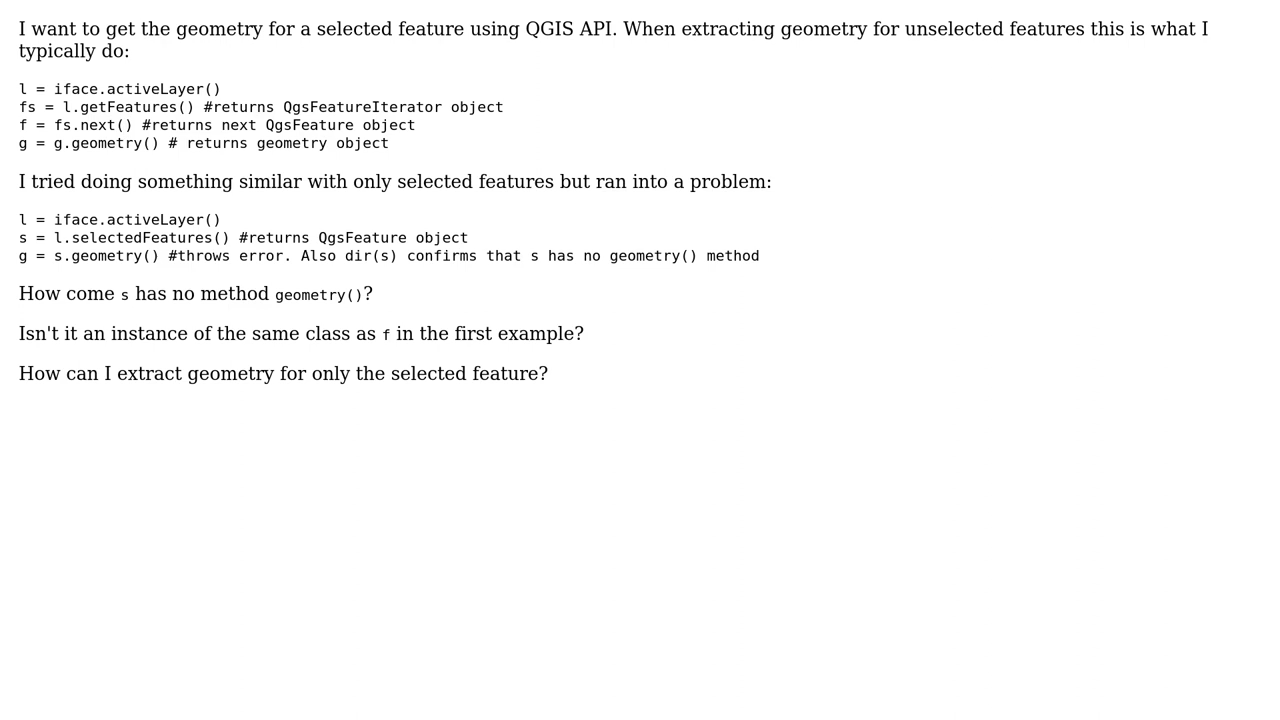 I want to get the geometry for a selected feature using QGIS API. When extracting geometry for unselected features this is what I
typically do:
l = iface.activeLayer()
fs = l.getFeatures() #returns QgsFeatureIterator object
f = fs.next() #returns next QgsFeature object
g = g.geometry() # returns geometry object
I tried doing something similar with only selected features but ran into a problem:
l = iface.activeLayer()
s = l.selectedFeatures() #returns QgsFeature object
g = s.geometry() #throws error. Also dir(s) confirms that s has no geometry() method
How come s has no method geometry()?
Isn't it an instance of the same class as f in the first example?
How can I extract geometry for only the selected feature?